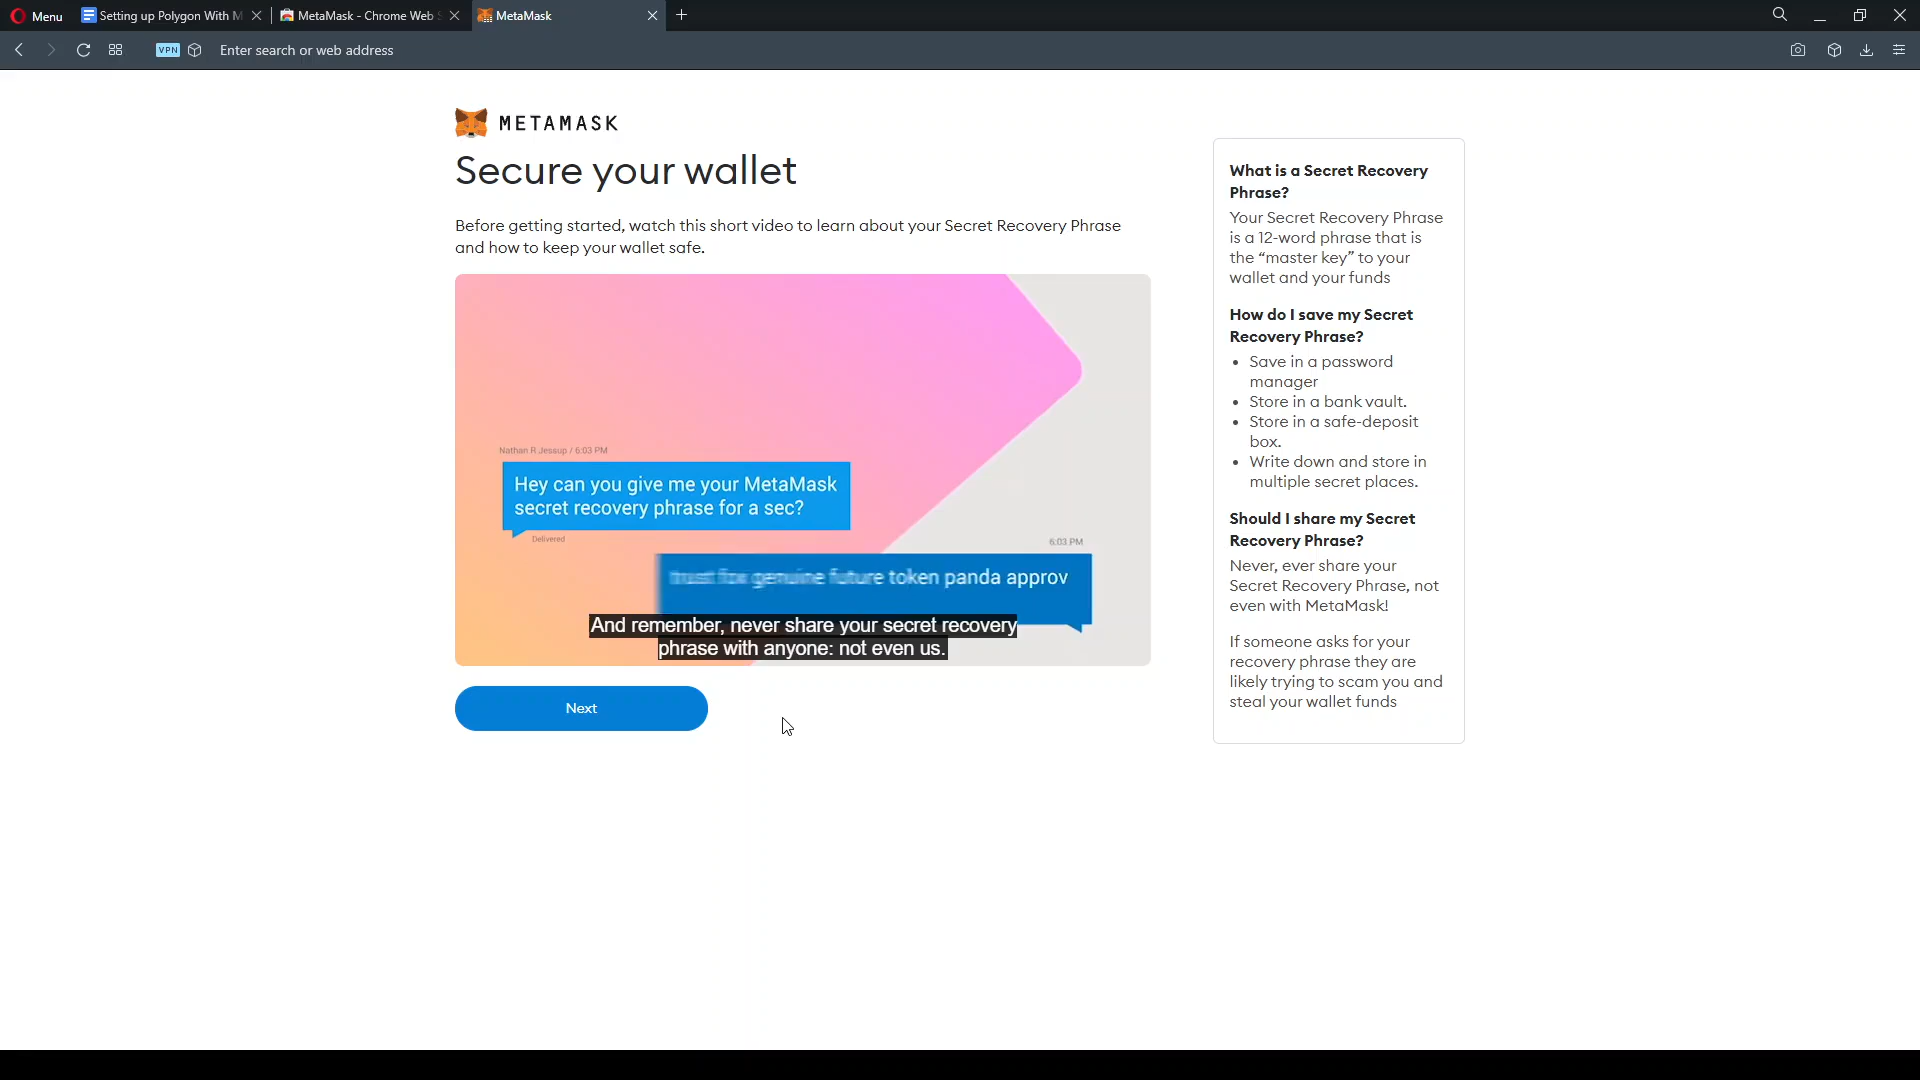 Menu
Setting up Polygon With M
MetaMask - Chrome Web S
MetaMask
VPN
Enter search or web address
METAMASK
Secure your wallet
Before getting started, watch this short video to learn about your Secret Recovery Phrase
and how to keep your wallet safe.
Nathan R Jessup / 6:03 PM
Hey can you give me your MetaMask
secret recovery phrase for a sec?
Delivered
6:03 PM
trust fox genuine future token panda approv
And remember, never share your secret recovery
phrase with anyone: not even us.
Next
What is a Secret Recovery
Phrase?
Your Secret Recovery Phrase
is a 12-word phrase that is
the “master key” to your
wallet and your funds
How do I save my Secret
Recovery Phrase?
• Save in a password
manager
• Store in a bank vault.
• Store in a safe-deposit
box.
• Write down and store in
multiple secret places.
Should I share my Secret
Recovery Phrase?
Never, ever share your
Secret Recovery Phrase, not
even with MetaMask!
If someone asks for your
recovery phrase they are
likely trying to scam you and
steal your wallet funds